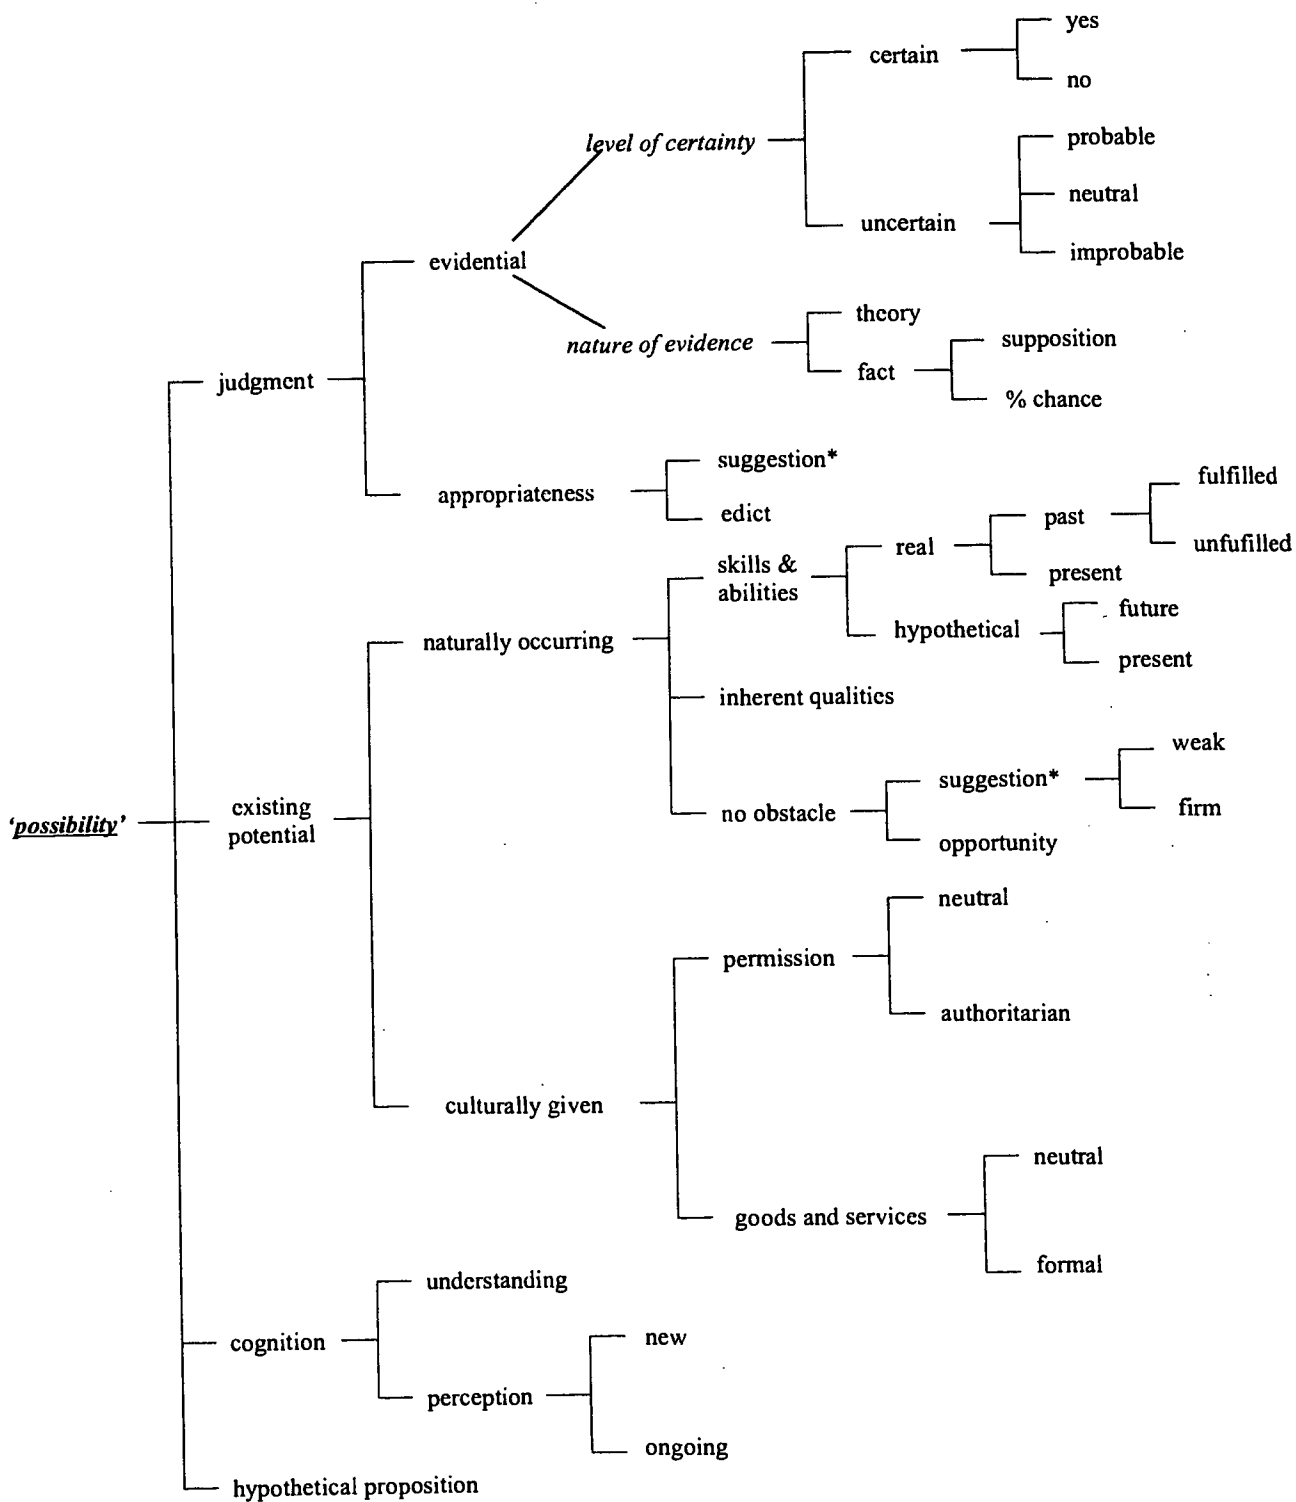 yes
certain
no
level of certainty
probable
neutral
uncertain
improbable
evidential
theory
nature of evidence
supposition
fact
% chance
judgment
suggestion*
appropriateness
edict
fulfilled
past
skills &
abilities
real
unfufilled
present
future
hypothetical
naturally occurring
present
inherent qualities
weak
suggestion*
firm
no obstacle
existing
potential
'possibility'
opportunity
neutral
permission
authoritarian
culturally given
neutral
goods and services
formal
understanding
new
cognition
perception
ongoing
hypothetical proposition